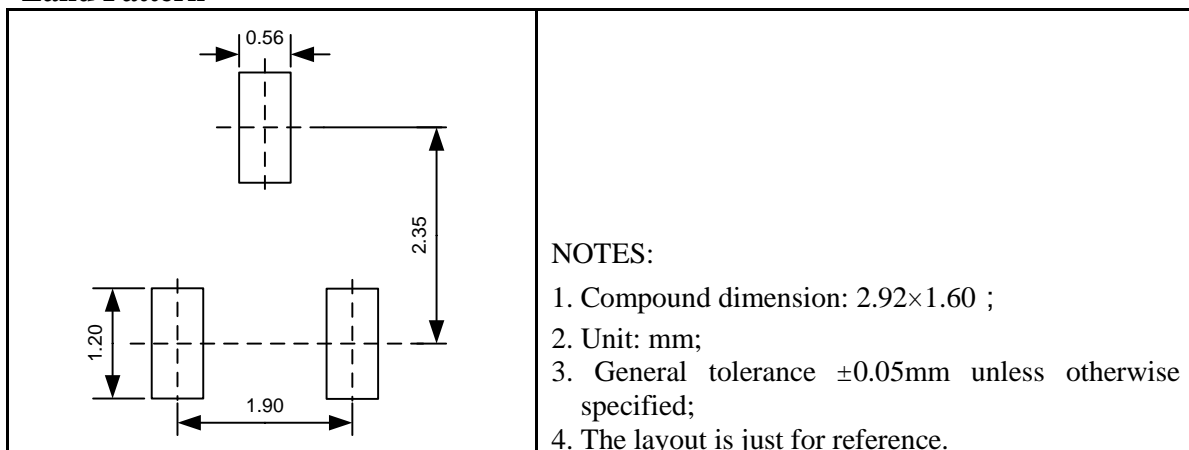 Land Pattern
0.56
2.35
1.20
1.90
NOTES:
1. Compound dimension: 2.92×1.60；
2. Unit: mm;
3. General tolerance ±0.05mm unless otherwise
specified;
4. The layout is just for reference.